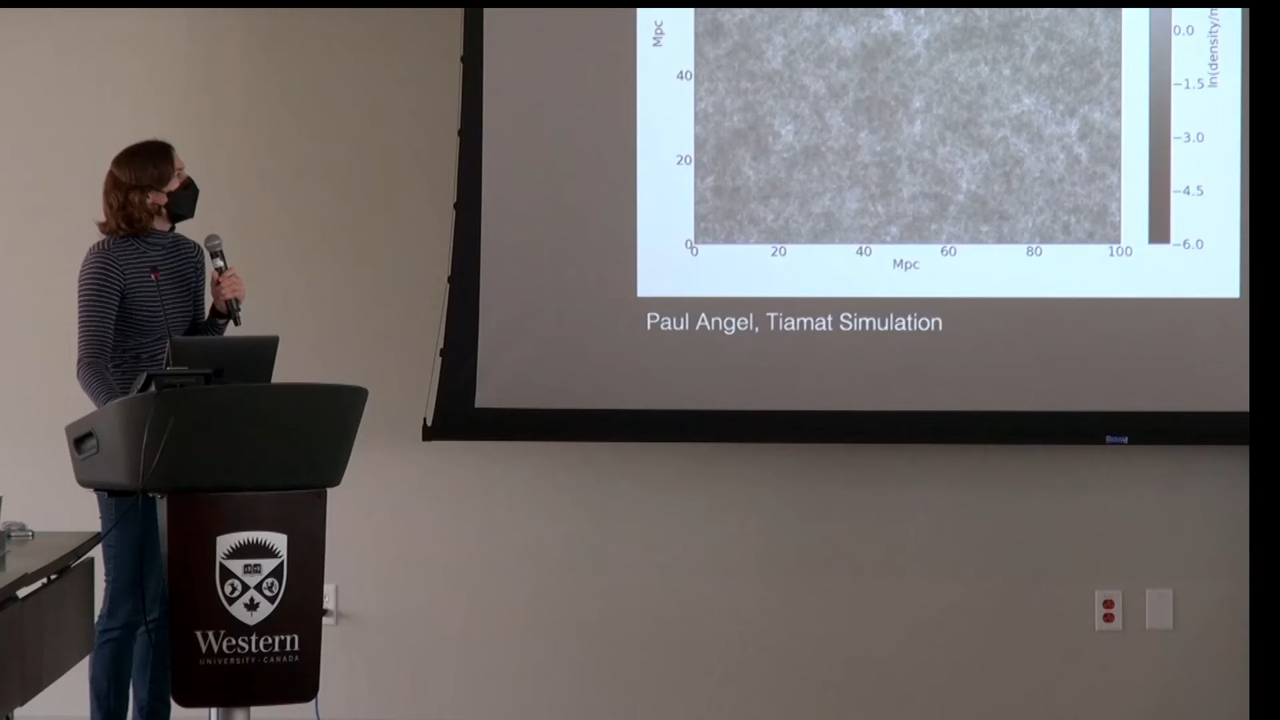 Mpc
40
20
0
0 20 40 60 80 100
Mpc
0.0
−1.5
−3.0
−4.5
−6.0
Paul Angel, Tiamat Simulation
Western
UNIVERSITY · CANADA